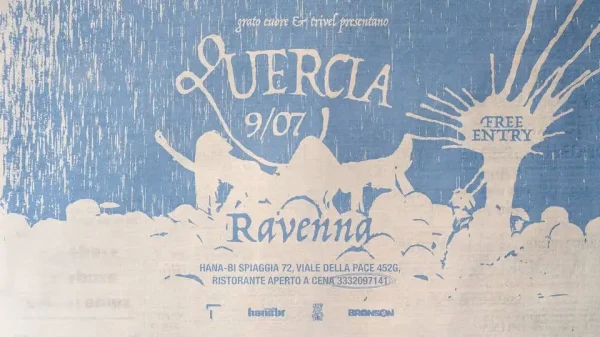 grato cuore & trivel presentano
QUERCIA
9/07
FREE
ENTRY
Ravenna
HANA-BI SPIAGGIA 72, VIALE DELLA PACE 452G,
RISTORANTE APERTO A CENA 3332097141
hanabi
BRONSON